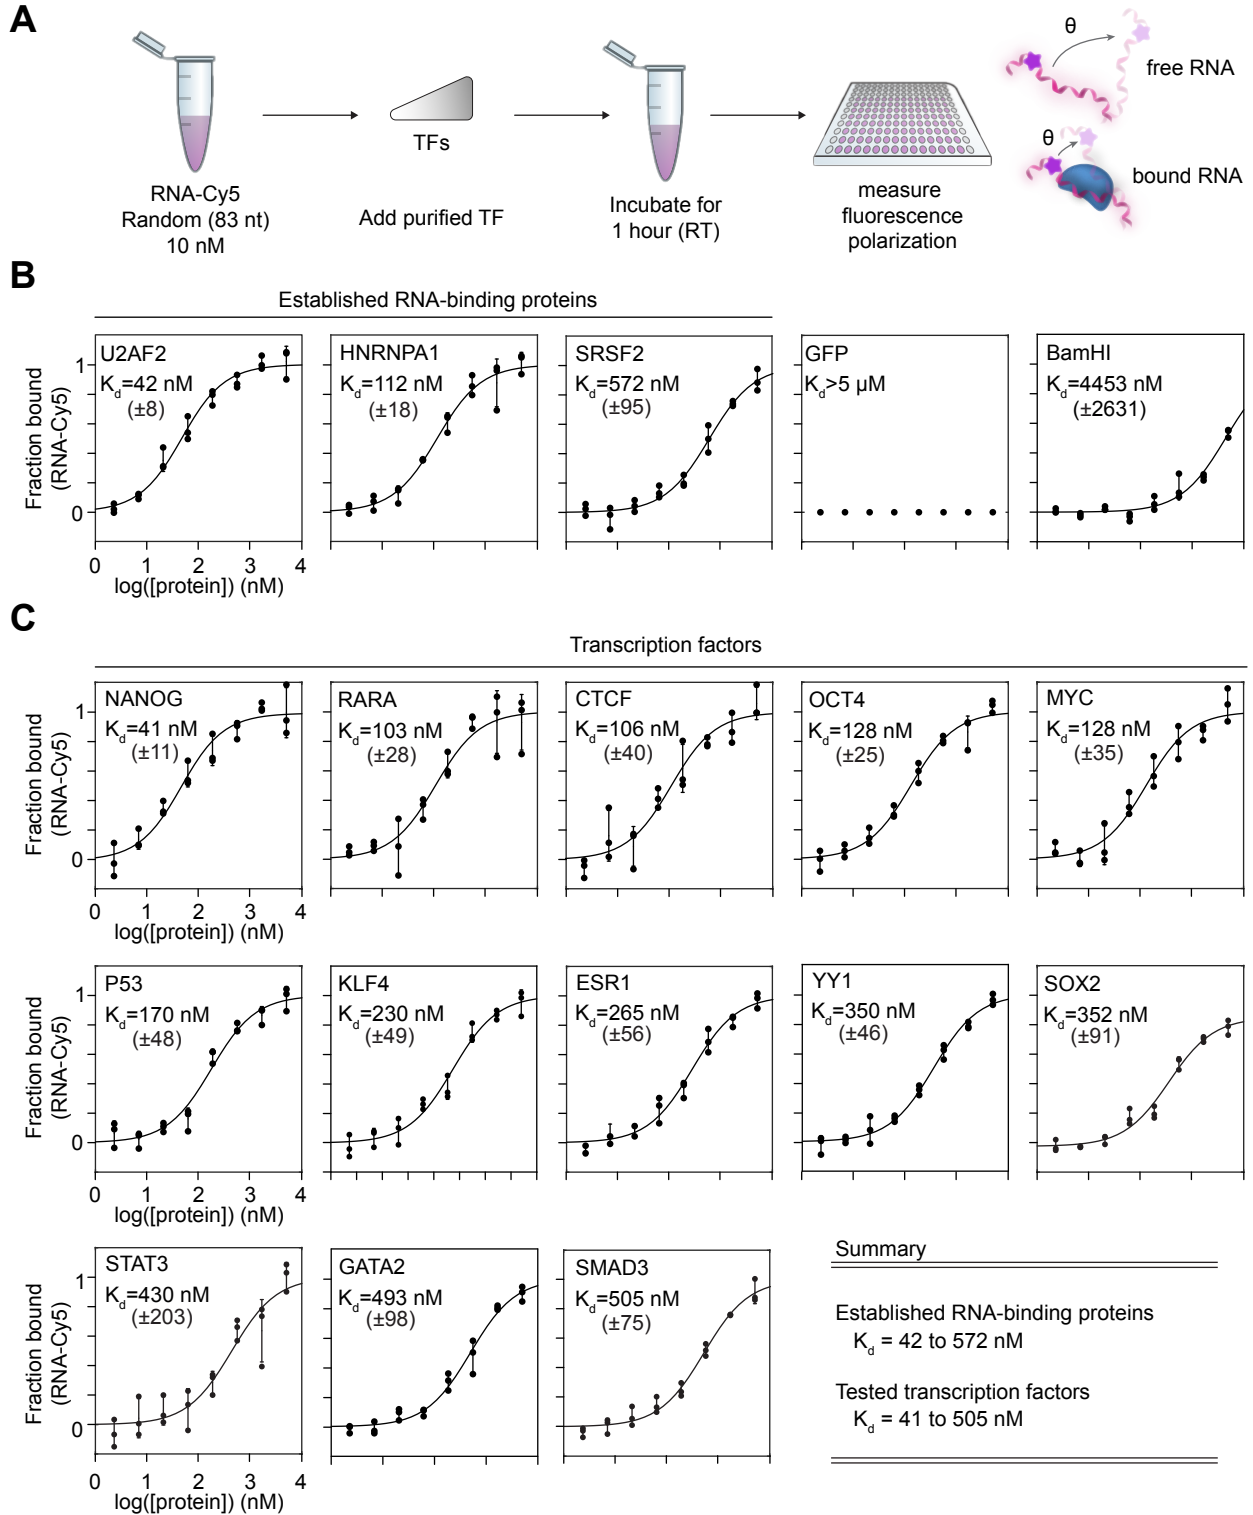 A
θ
free RNA
θ
bound RNA
TFs
RNA-Cy5
Random (83 nt)
10 nM
Add purified TF
Incubate for
1 hour (RT)
measure
fluorescence
polarization
B
Established RNA-binding proteins
Fraction bound
(RNA-Cy5)
1
0
U2AF2
Kd=42 nM
(±8)
0 1 2 3 4
log([protein]) (nM)
HNRNPA1
Kd=112 nM
(±18)
SRSF2
Kd=572 nM
(±95)
GFP
Kd>5 µM
BamHI
Kd=4453 nM
(±2631)
C
Transcription factors
Fraction bound
(RNA-Cy5)
1
0
NANOG
Kd=41 nM
(±11)
0 1 2 3 4
log([protein]) (nM)
RARA
Kd=103 nM
(±28)
CTCF
Kd=106 nM
(±40)
OCT4
Kd=128 nM
(±25)
MYC
Kd=128 nM
(±35)
Fraction bound
(RNA-Cy5)
1
0
P53
Kd=170 nM
(±48)
0 1 2 3 4
log([protein]) (nM)
KLF4
Kd=230 nM
(±49)
ESR1
Kd=265 nM
(±56)
YY1
Kd=350 nM
(±46)
SOX2
Kd=352 nM
(±91)
Fraction bound
(RNA-Cy5)
1
0
STAT3
Kd=430 nM
(±203)
0 1 2 3 4
log([protein]) (nM)
GATA2
Kd=493 nM
(±98)
SMAD3
Kd=505 nM
(±75)
Summary
Established RNA-binding proteins
Kd = 42 to 572 nM
Tested transcription factors
Kd = 41 to 505 nM